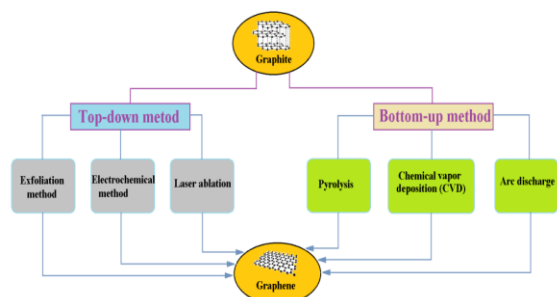 Graphite
Top-down metod
Bottom-up method
Exfoliation
method
Electrochemical
method
Laser ablation
Pyrolysis
Chemical vapor
deposition (CVD)
Arc discharge
Graphene